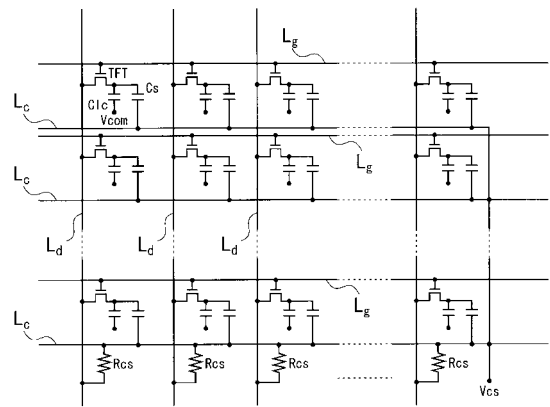 Lg
TFT
Cs
Clc
Lc
Vcom
Lg
Lc
Ld Ld Ld
Lg
Lc
Rcs Rcs Rcs Rcs
Vcs